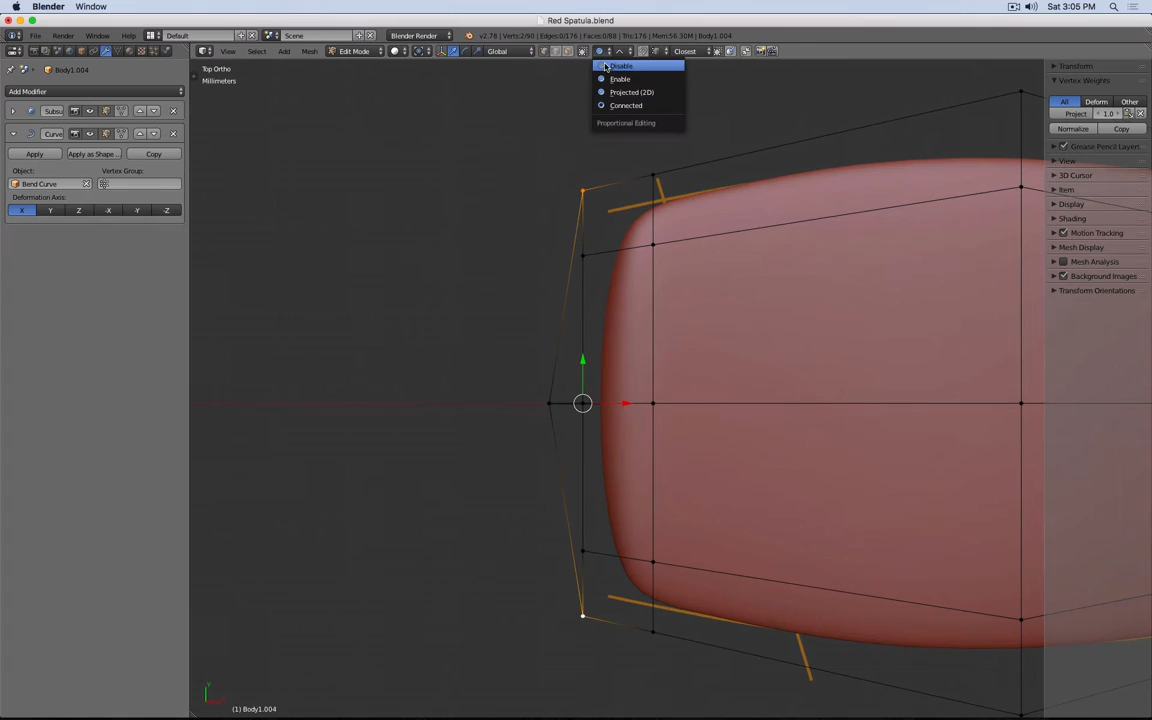 Blender Window Sat 3:05 PM
Red Spatula.blend
File Render Window Help Default Scene Blender Render v2.78 | Verts:2/90 | Edges:0/176 | Faces:0/88 | Tris:176 | Mem:56.30M | Body1.004
View Select Add Mesh Edit Mode Global Closest
Body1.004
Add Modifier
Subsu
Curve
Apply Apply as Shape ... Copy
Object: Vertex Group:
Bend Curve
Deformation Axis:
X Y Z -X -Y -Z
Top Ortho
Millimeters
Disable
Enable
Projected (2D)
Connected
Proportional Editing
Transform
Vertex Weights
All Deform Other
Project 1.0
Normalize Copy
Grease Pencil Layers
View
3D Cursor
Item
Display
Shading
Motion Tracking
Mesh Display
Mesh Analysis
Background Images
Transform Orientations
(1) Body1.004